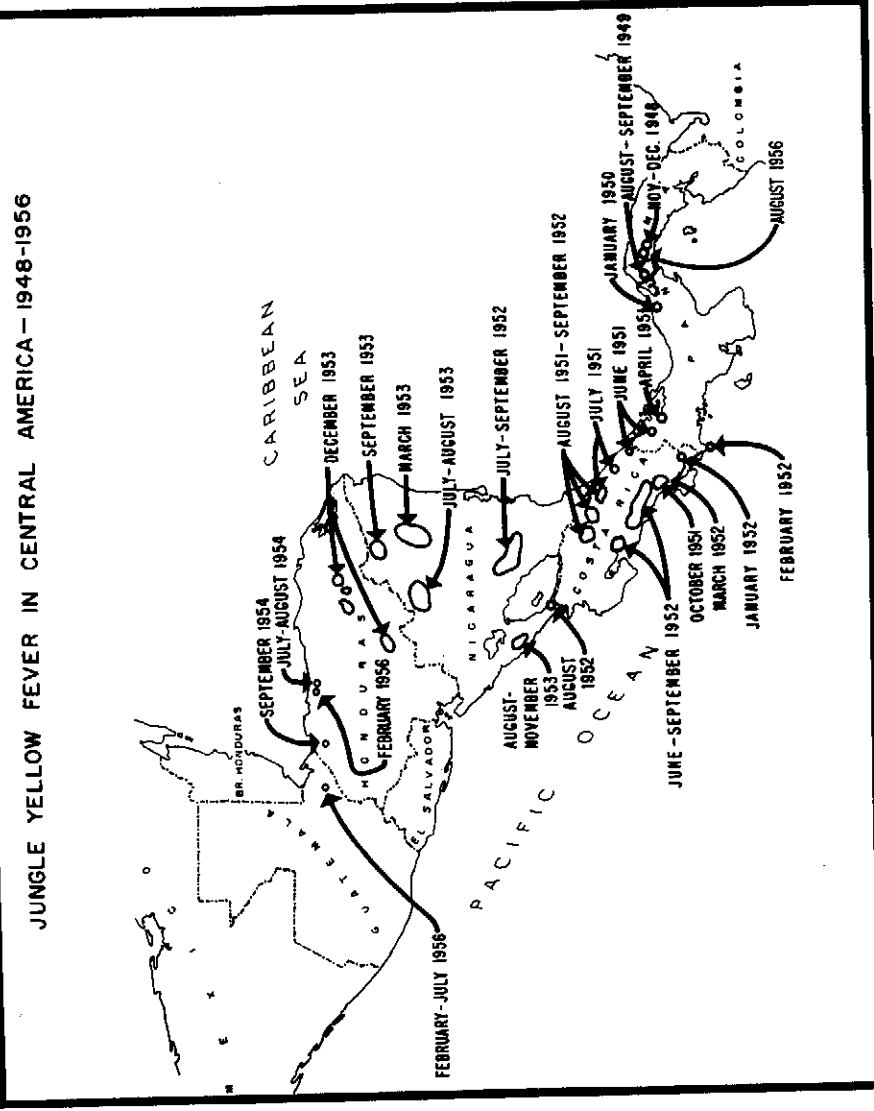 JUNGLE YELLOW FEVER IN CENTRAL AMERICA—1948-1956
CARIBBEAN
SEA
MEXICO
BR. HONDURAS
GUATEMALA
HONDURAS
EL SALVADOR
NICARAGUA
COSTA RICA
PANAMA
COLOMBIA
PACIFIC OCEAN
SEPTEMBER 1954
JULY-AUGUST 1954
DECEMBER 1953
SEPTEMBER 1953
MARCH 1953
JULY-AUGUST 1953
JULY-SEPTEMBER 1952
AUGUST 1951-SEPTEMBER 1952
JULY 1951
JUNE 1951
APRIL 1951
JANUARY 1950
AUGUST-SEPTEMBER 1949
NOV.-DEC. 1948
AUGUST 1956
FEBRUARY 1956
FEBRUARY-JULY 1956
AUGUST-
NOVEMBER
1953
AUGUST
1952
JUNE-SEPTEMBER 1952
OCTOBER 1951
MARCH 1952
JANUARY 1952
FEBRUARY 1952